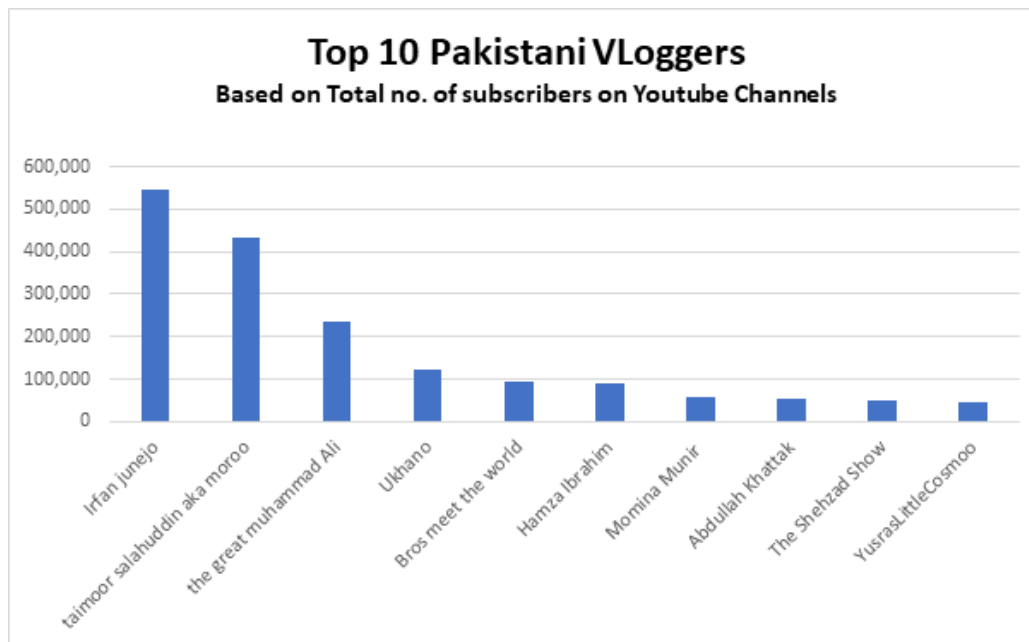 Top 10 Pakistani VLoggers
Based on Total no. of subscribers on Youtube Channels
600,000
500,000
400,000
300,000
200,000
100,000
0
Irfan junejo
taimoor salahuddin aka moroo
the great muhammad Ali
Ukhano
Bros meet the world
Hamza Ibrahim
Momina Munir
Abdullah Khattak
The Shehzad Show
YusrasLittleCosmoo